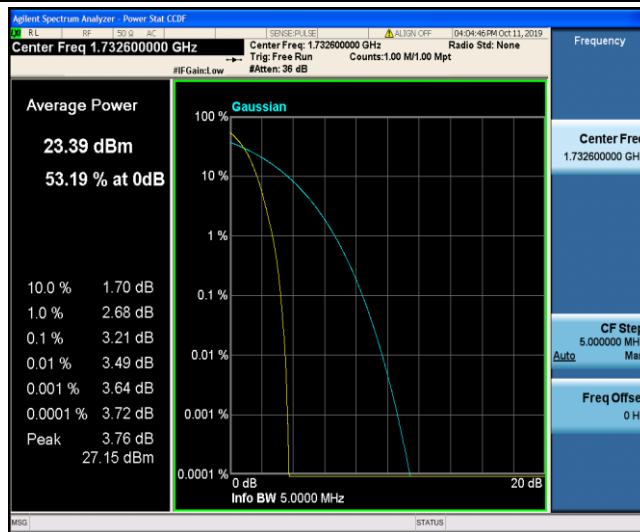 Agilent Spectrum Analyzer - Power Stat CCDF
RL RF 50 Ω AC SENSE:PULSE ALIGN OFF 04:04:46 PM Oct 11, 2019
Center Freq 1.732600000 GHz
Center Freq: 1.732600000 GHz
Radio Std: None
Trig: Free Run
Counts:1.00 M/1.00 Mpt
#IFGain:Low
#Atten: 36 dB
Frequency
Average Power
23.39 dBm
53.19 % at 0dB
10.0 % 1.70 dB
1.0 % 2.68 dB
0.1 % 3.21 dB
0.01 % 3.49 dB
0.001 % 3.64 dB
0.0001 % 3.72 dB
Peak 3.76 dB
27.15 dBm
Gaussian
100 %
10 %
1 %
0.1 %
0.01 %
0.001 %
0.0001 %
0 dB
20 dB
Info BW 5.0000 MHz
Center Fre
1.732600000 GH
CF Step
5.000000 MH
Auto Ma
Freq Offse
0 H
MSG
STATUS